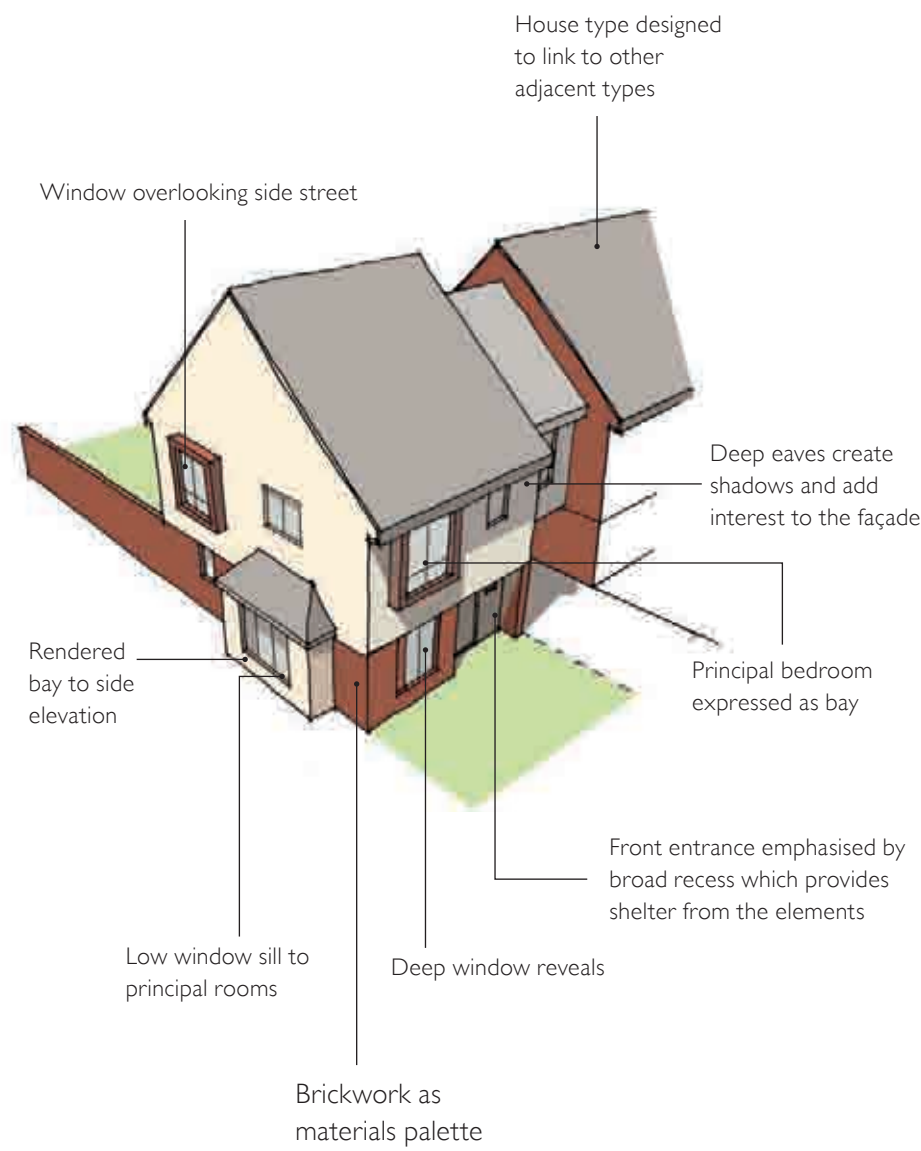 House type designed
to link to other
adjacent types
Window overlooking side street
Deep eaves create
shadows and add
interest to the façade
Rendered
bay to side
elevation
Principal bedroom
expressed as bay
Front entrance emphasised by
broad recess which provides
shelter from the elements
Low window sill to
principal rooms
Deep window reveals
Brickwork as
materials palette